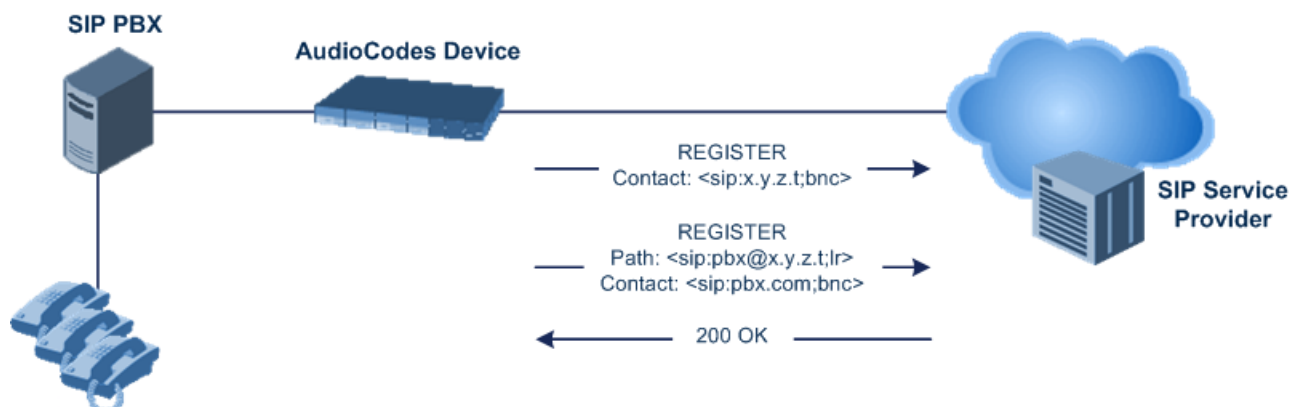 SIP PBX
AudioCodes Device
REGISTER
Contact: <sip:x.y.z.t;bnc>
SIP Service
Provider
REGISTER
Path: <sip:pbx@x.y.z.t;lr>
Contact: <sip:pbx.com;bnc>
200 OK